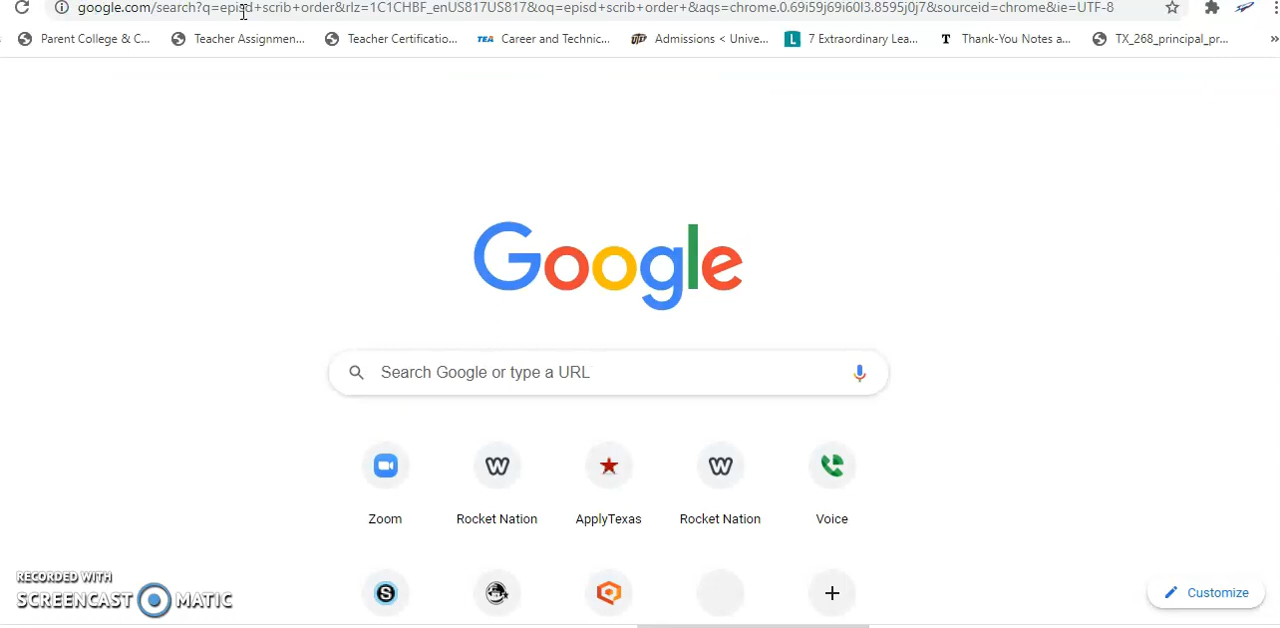 google.com/search?q=episd+scrib+order&rlz=1C1CHBF_enUS817US817&oq=episd+scrib+order+&aqs=chrome.0.69i59j69i60l3.8595j0j7&sourceid=chrome&ie=UTF-8
Parent College & C... Teacher Assignmen... Teacher Certificatio... TEA Career and Technic... UTEP Admissions < Unive... L 7 Extraordinary Lea... T Thank-You Notes a... TX_268_principal_pr... »
Google
Search Google or type a URL
Zoom Rocket Nation ApplyTexas Rocket Nation Voice
S
RECORDED WITH
SCREENCAST MATIC
Customize